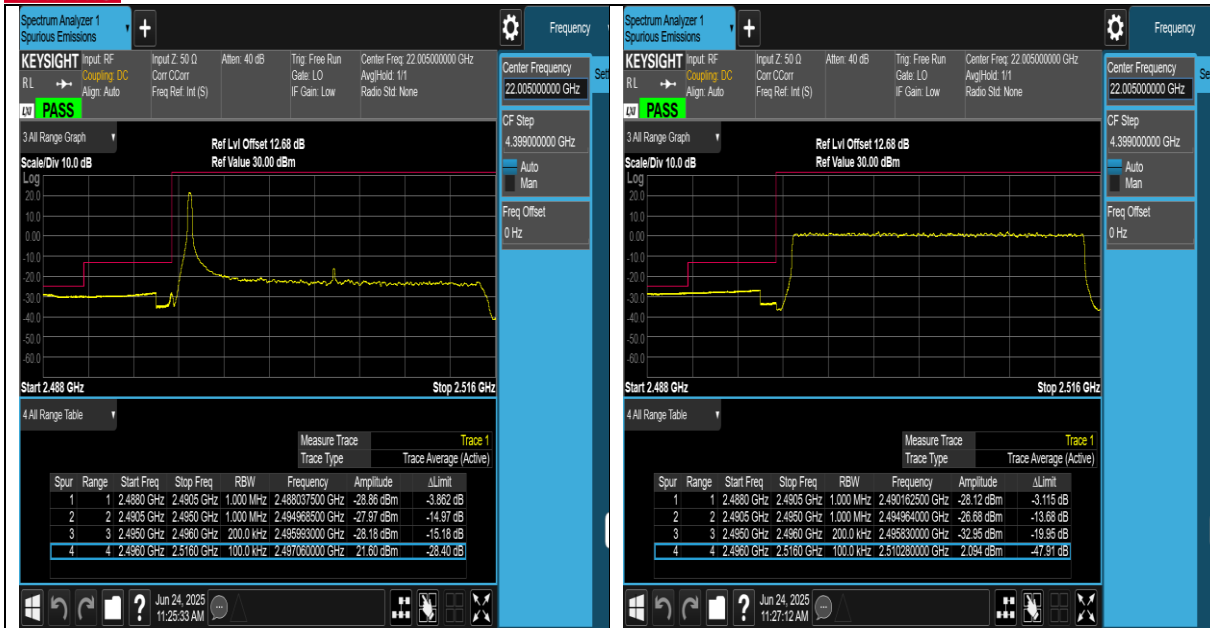 Spectrum Analyzer 1
Spurious Emissions
+
Frequency
KEYSIGHT
RL
Input: RF
Coupling: DC
Align: Auto
Input Z: 50 Ω
Corr CCorr
Freq Ref: Int (S)
Atten: 40 dB
Trig: Free Run
Gate: LO
IF Gain: Low
Center Freq: 22.005000000 GHz
Avg|Hold: 1/1
Radio Std: None
LXI PASS
3 All Range Graph
Ref Lvl Offset 12.68 dB
Scale/Div 10.0 dB
Ref Value 30.00 dBm
Log
20.0
10.0
0.00
-10.0
-20.0
-30.0
-40.0
-50.0
-60.0
Start 2.488 GHz
Stop 2.516 GHz
4 All Range Table
Measure Trace Trace 1
Trace Type Trace Average (Active)
Spur Range Start Freq Stop Freq RBW Frequency Amplitude ΔLimit
1 1 2.4880 GHz 2.4905 GHz 1.000 MHz 2.488037500 GHz -28.86 dBm -3.862 dB
2 2 2.4905 GHz 2.4950 GHz 1.000 MHz 2.494968500 GHz -27.97 dBm -14.97 dB
3 3 2.4950 GHz 2.4960 GHz 200.0 kHz 2.495993000 GHz -28.18 dBm -15.18 dB
4 4 2.4960 GHz 2.5160 GHz 100.0 kHz 2.497060000 GHz 21.60 dBm -28.40 dB
? Jun 24, 2025
11:25:33 AM
Center Frequency
22.005000000 GHz
Set
CF Step
4.399000000 GHz
Auto
Man
Freq Offset
0 Hz
Spectrum Analyzer 1
Spurious Emissions
+
Frequency
KEYSIGHT
RL
Input: RF
Coupling: DC
Align: Auto
Input Z: 50 Ω
Corr CCorr
Freq Ref: Int (S)
Atten: 40 dB
Trig: Free Run
Gate: LO
IF Gain: Low
Center Freq: 22.005000000 GHz
Avg|Hold: 1/1
Radio Std: None
LXI PASS
3 All Range Graph
Ref Lvl Offset 12.68 dB
Scale/Div 10.0 dB
Ref Value 30.00 dBm
Log
20.0
10.0
0.00
-10.0
-20.0
-30.0
-40.0
-50.0
-60.0
Start 2.488 GHz
Stop 2.516 GHz
4 All Range Table
Measure Trace Trace 1
Trace Type Trace Average (Active)
Spur Range Start Freq Stop Freq RBW Frequency Amplitude ΔLimit
1 1 2.4880 GHz 2.4905 GHz 1.000 MHz 2.490162500 GHz -28.12 dBm -3.115 dB
2 2 2.4905 GHz 2.4950 GHz 1.000 MHz 2.494964000 GHz -26.68 dBm -13.68 dB
3 3 2.4950 GHz 2.4960 GHz 200.0 kHz 2.495830000 GHz -32.95 dBm -19.95 dB
4 4 2.4960 GHz 2.5160 GHz 100.0 kHz 2.510280000 GHz 2.094 dBm -47.91 dB
? Jun 24, 2025
11:27:12 AM
Center Frequency
22.005000000 GHz
Se
CF Step
4.399000000 GHz
Auto
Man
Freq Offset
0 Hz